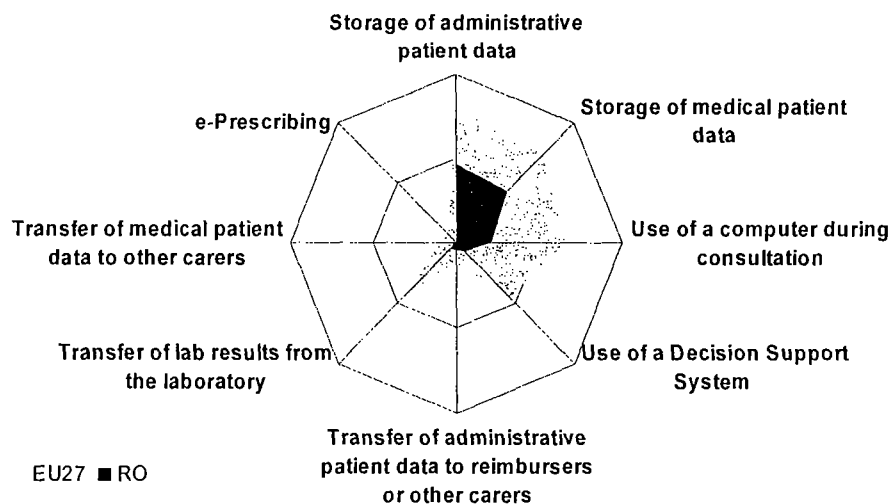 Storage of administrative
patient data
Storage of medical patient
data
e-Prescribing
Transfer of medical patient
data to other carers
Use of a computer during
consultation
Transfer of lab results from
the laboratory
Use of a Decision Support
System
Transfer of administrative
patient data to reimbursers
or other carers
EU27 RO